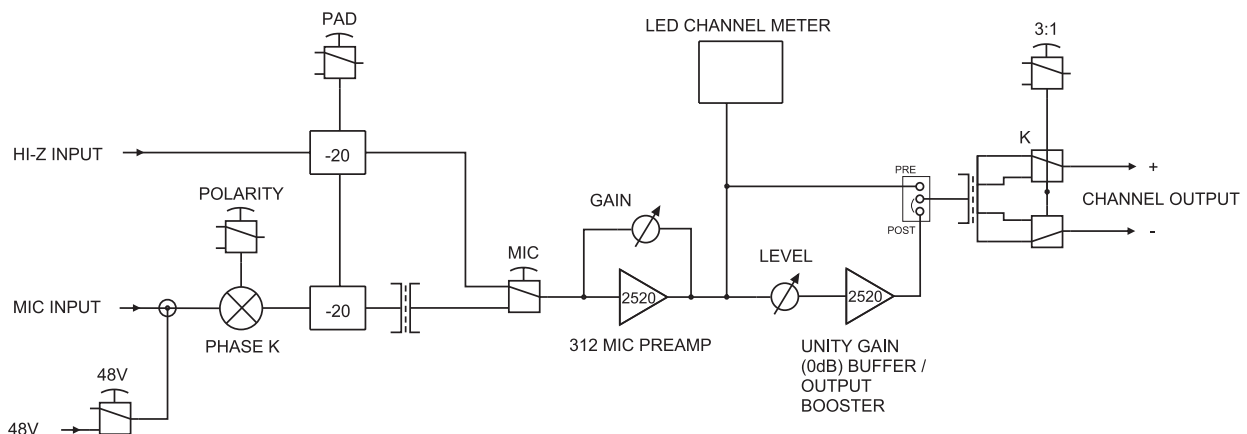 PAD
LED CHANNEL METER
3:1
HI-Z INPUT
-20
K
PRE
+
POLARITY
GAIN
CHANNEL OUTPUT
POST
-
MIC
LEVEL
MIC INPUT
-20
2520
2520
PHASE K
312 MIC PREAMP
UNITY GAIN
(0dB) BUFFER /
OUTPUT
BOOSTER
48V
48V